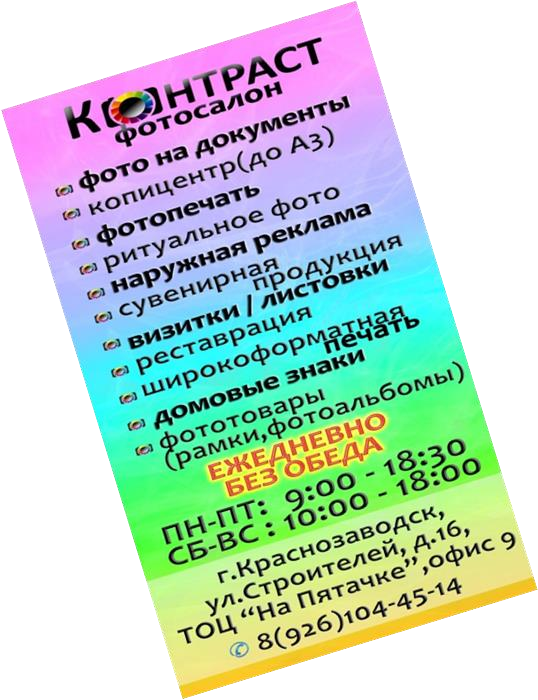 КОНТРАСТ
фотосалон
фото на документы
копицентр(до А3)
фотопечать
ритуальное фото
наружная реклама
сувенирная
продукция
визитки / листовки
реставрация
широкоформатная
печать
домовые знаки
фототовары
(рамки,фотоальбомы)
ЕЖЕДНЕВНО
БЕЗ ОБЕДА
ПН-ПТ: 9:00 - 18:30
СБ-ВС : 10:00 - 18:00
г.Краснозаводск,
ул.Строителей, д.16,
ТОЦ “На Пятачке”,офис 9
8(926)104-45-14